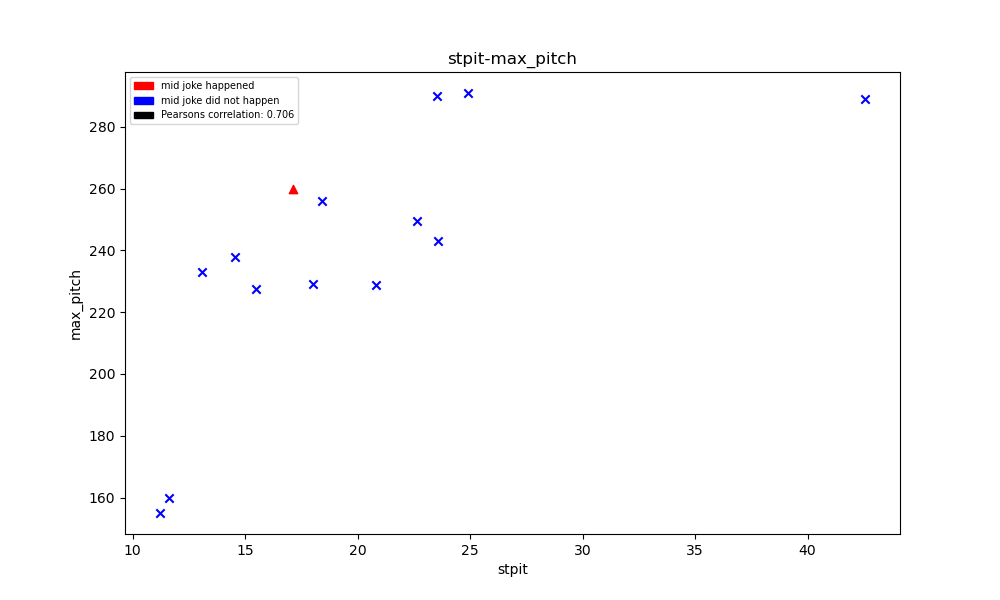 stpit-max_pitch
mid joke happened
mid joke did not happen
Pearsons correlation: 0.706
max_pitch
280
260
240
220
200
180
160
10 15 20 25 30 35 40
stpit